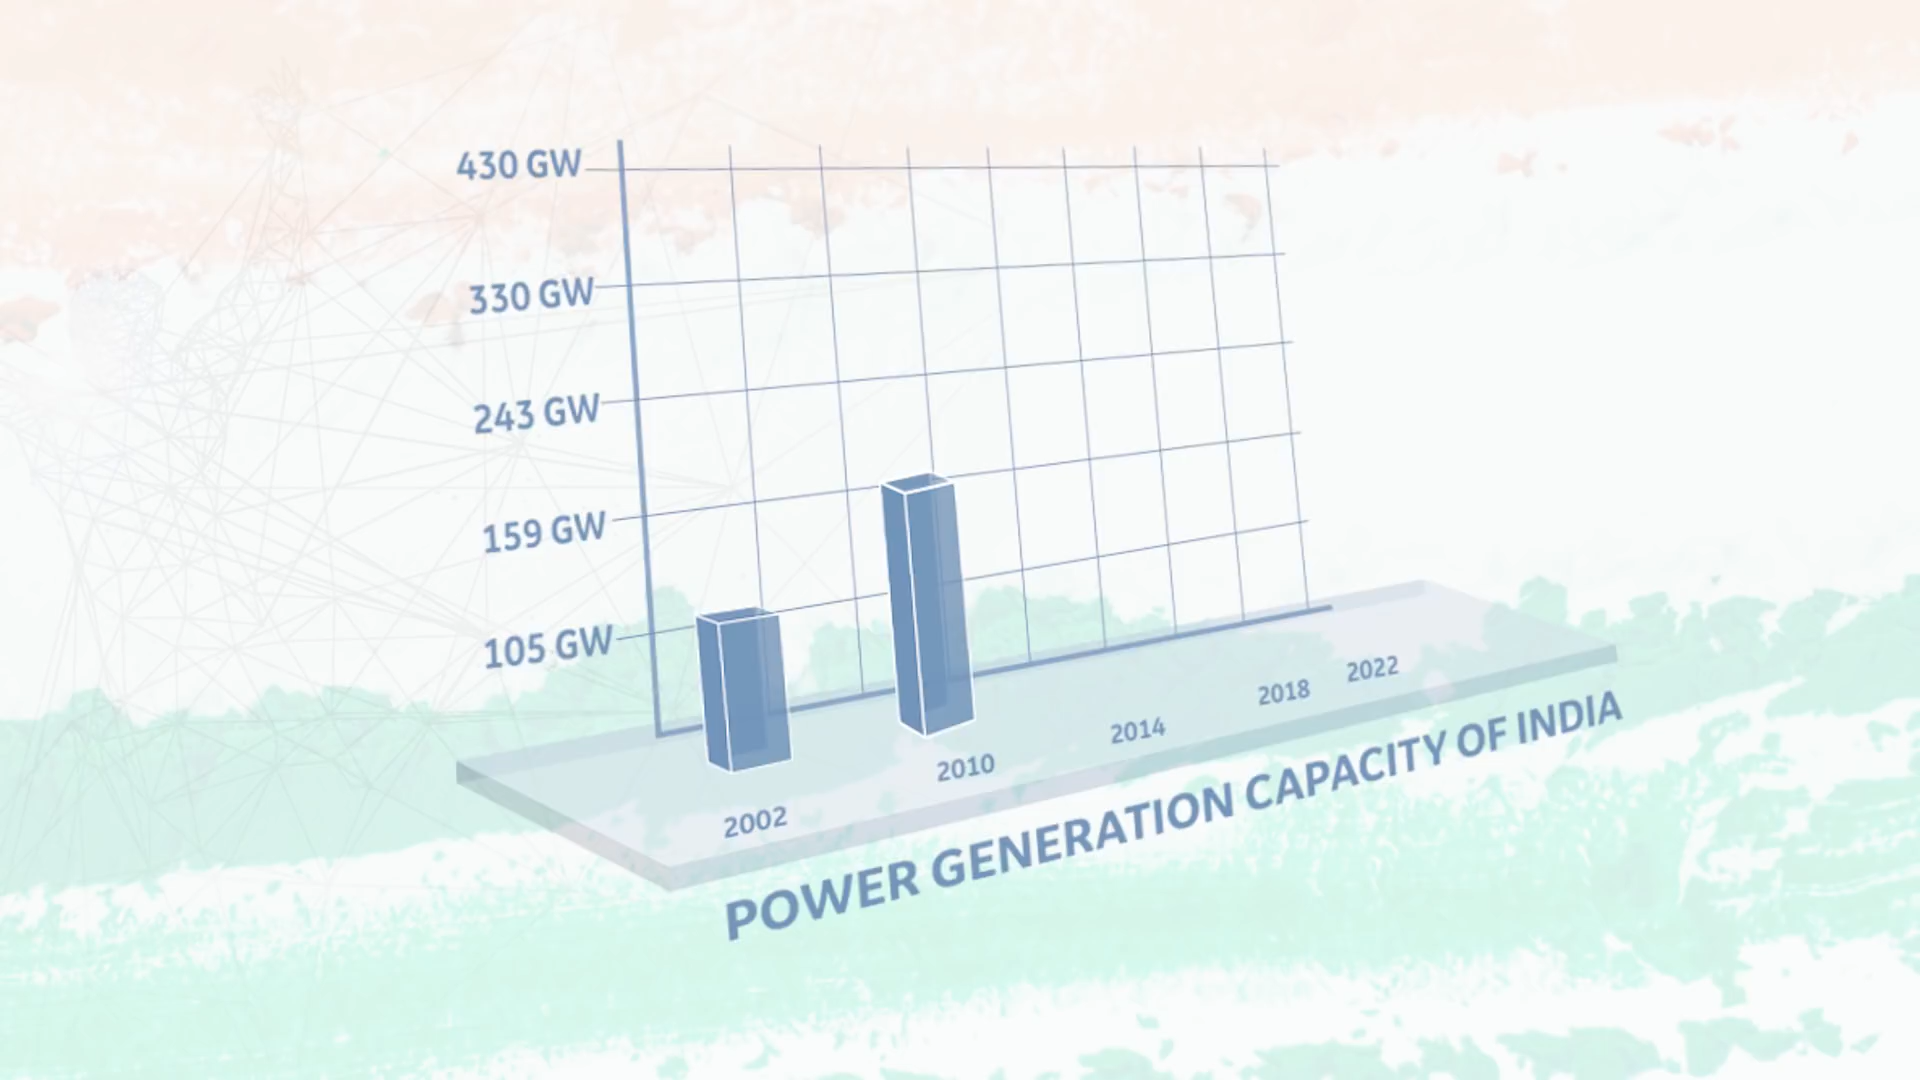 430 GW
330 GW
243 GW
159 GW
105 GW
2002
2010
2014
2018
2022
POWER GENERATION CAPACITY OF INDIA